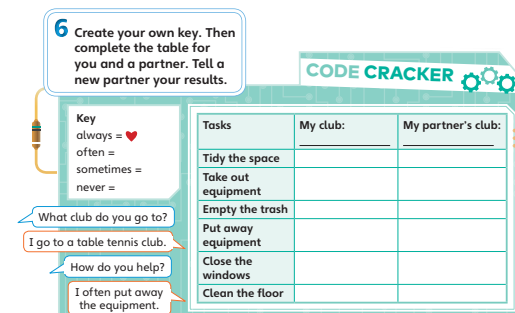 6 Create your own key. Then
complete the table for
you and a partner. Tell a
new partner your results.
CODE CRACKER
Key
always = ❤
often =
sometimes =
never =
What club do you go to?
I go to a table tennis club.
How do you help?
I often put away
the equipment.
Tasks
My club:
My partner's club:
Tidy the space
Take out
equipment
Empty the trash
Put away
equipment
Close the
windows
Clean the floor